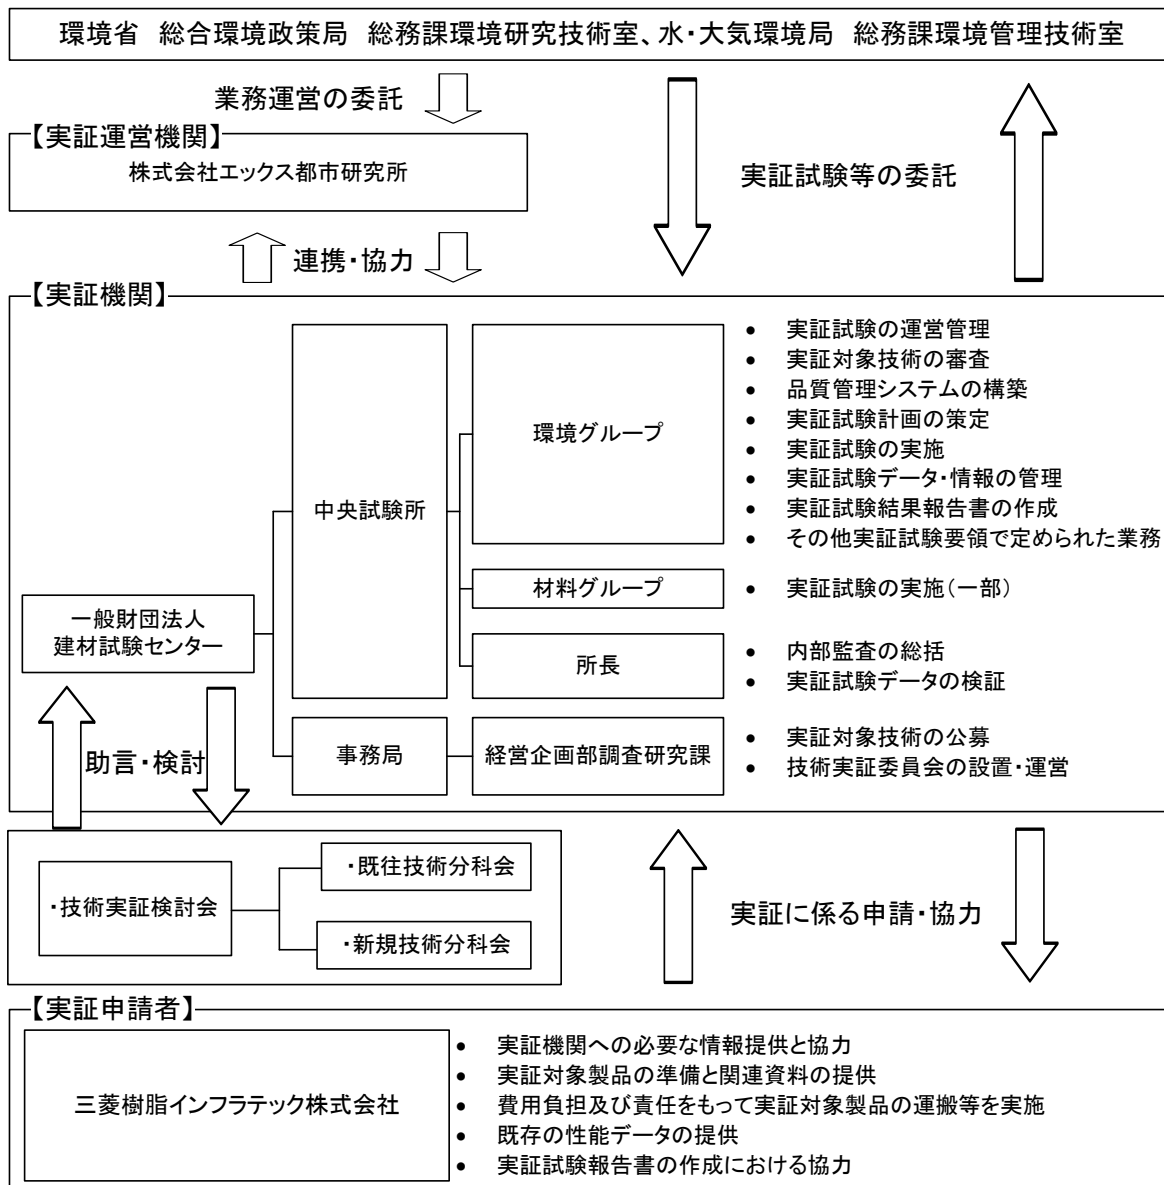 環境省　総合環境政策局　総務課環境研究技術室、水・大気環境局　総務課環境管理技術室
業務運営の委託
【実証運営機関】
株式会社エックス都市研究所
実証試験等の委託
連携・協力
【実証機関】
一般財団法人
建材試験センター
中央試験所
環境グループ
• 実証試験の運営管理
• 実証対象技術の審査
• 品質管理システムの構築
• 実証試験計画の策定
• 実証試験の実施
• 実証試験データ・情報の管理
• 実証試験結果報告書の作成
• その他実証試験要領で定められた業務
材料グループ
• 実証試験の実施（一部）
所長
• 内部監査の総括
• 実証試験データの検証
事務局
経営企画部調査研究課
• 実証対象技術の公募
• 技術実証委員会の設置・運営
助言・検討
・技術実証検討会
・既往技術分科会
・新規技術分科会
実証に係る申請・協力
【実証申請者】
三菱樹脂インフラテック株式会社
• 実証機関への必要な情報提供と協力
• 実証対象製品の準備と関連資料の提供
• 費用負担及び責任をもって実証対象製品の運搬等を実施
• 既存の性能データの提供
• 実証試験報告書の作成における協力